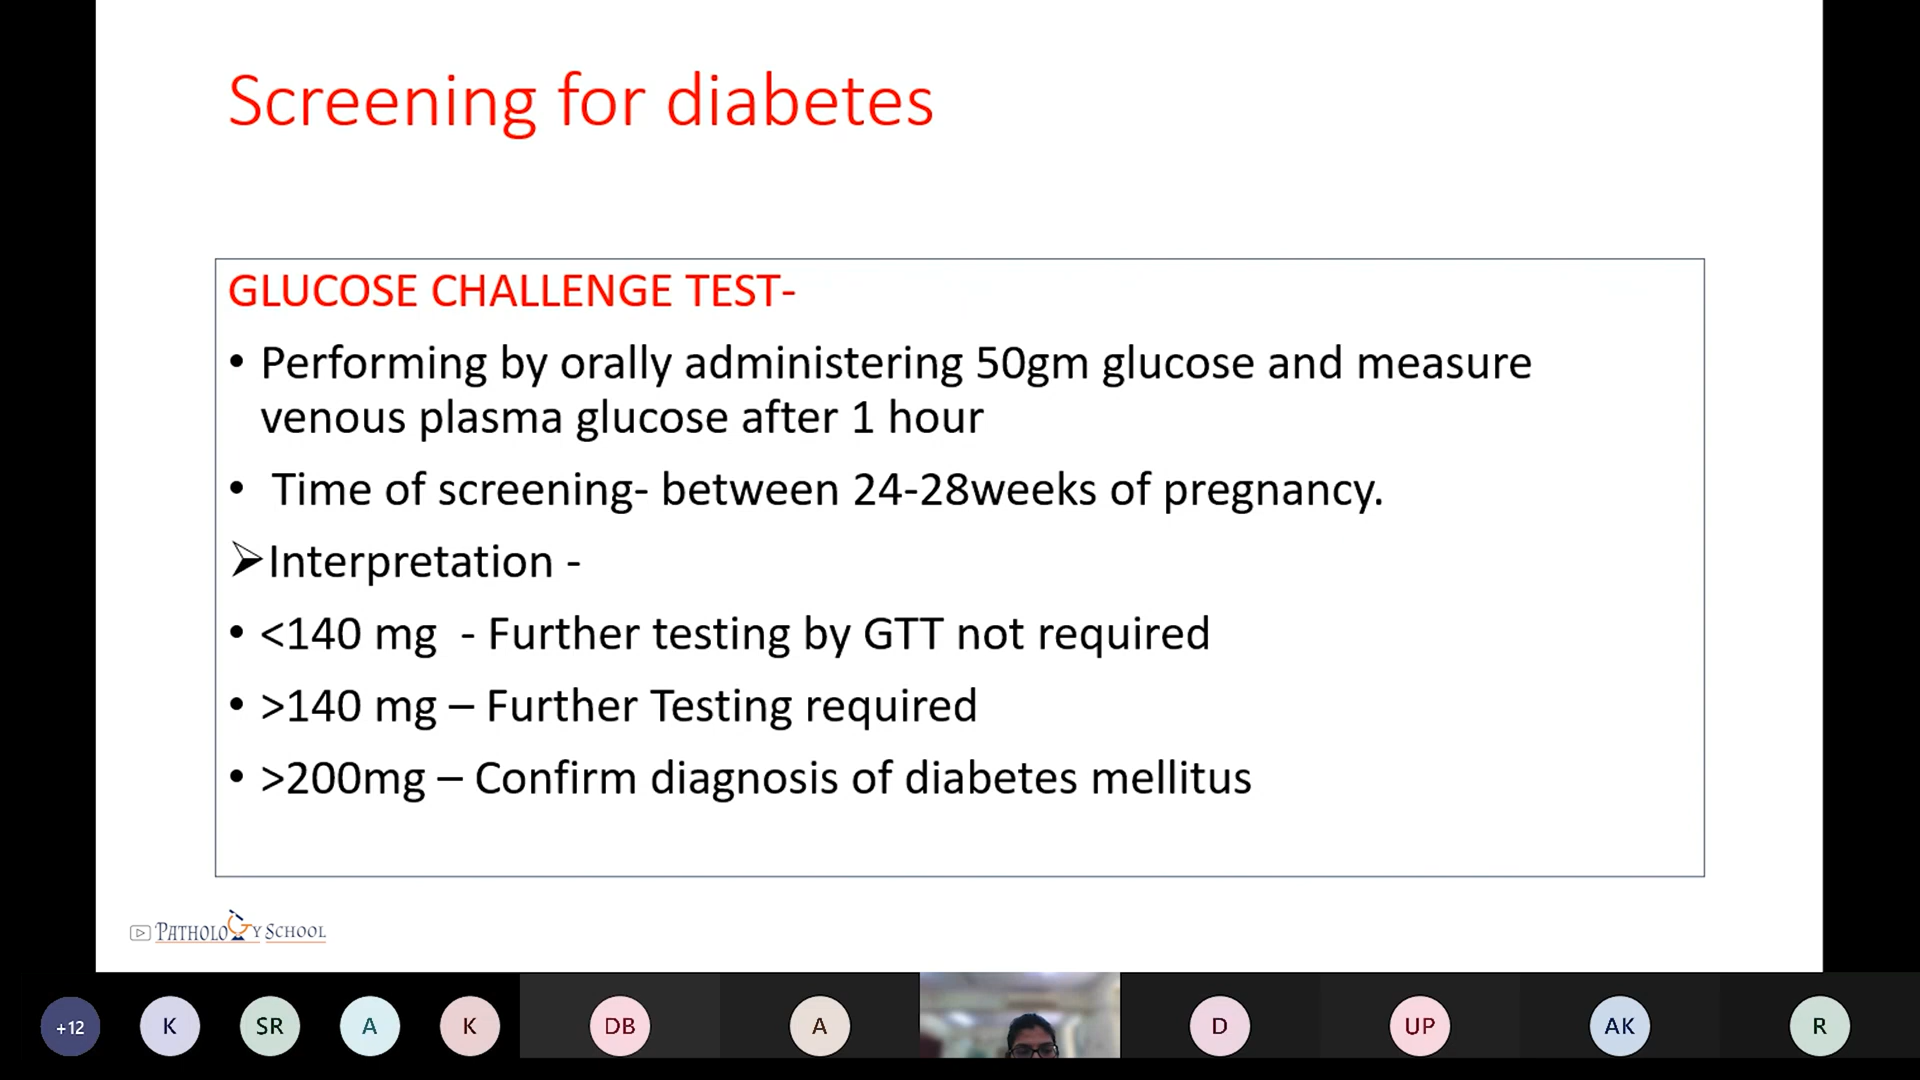 Screening for diabetes
GLUCOSE CHALLENGE TEST-
• Performing by orally administering 50gm glucose and measure
venous plasma glucose after 1 hour
• Time of screening- between 24-28weeks of pregnancy.
➢Interpretation -
• <140 mg - Further testing by GTT not required
• >140 mg – Further Testing required
• >200mg – Confirm diagnosis of diabetes mellitus
PATHOLOGY SCHOOL
+12 K SR A K DB A D UP AK R